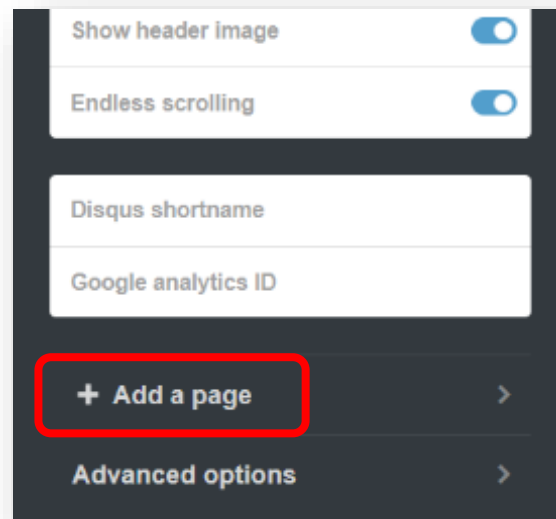 Show header image
Endless scrolling
Disqus shortname
Google analytics ID
+ Add a page
Advanced options